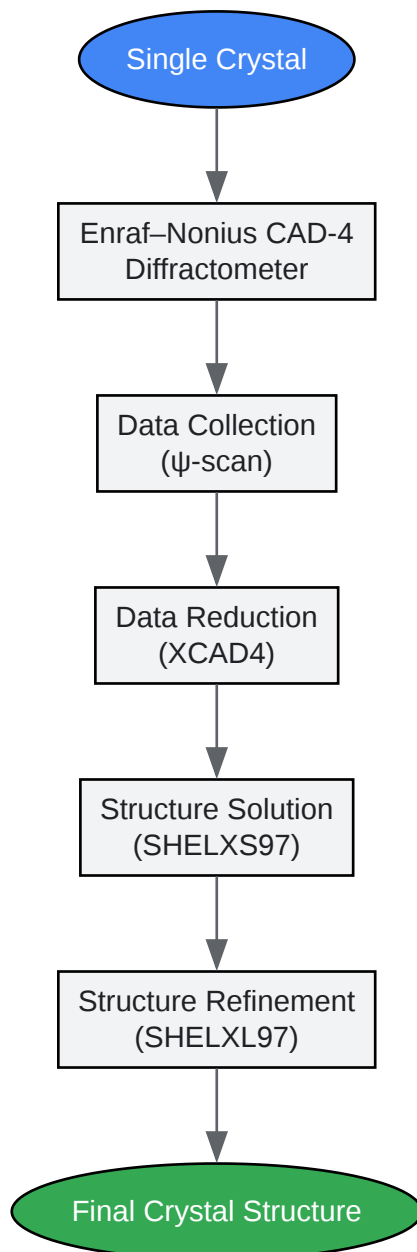 Single Crystal
Enraf–Nonius CAD-4
Diffractometer
Data Collection
(ψ-scan)
Data Reduction
(XCAD4)
Structure Solution
(SHELXS97)
Structure Refinement
(SHELXL97)
Final Crystal Structure